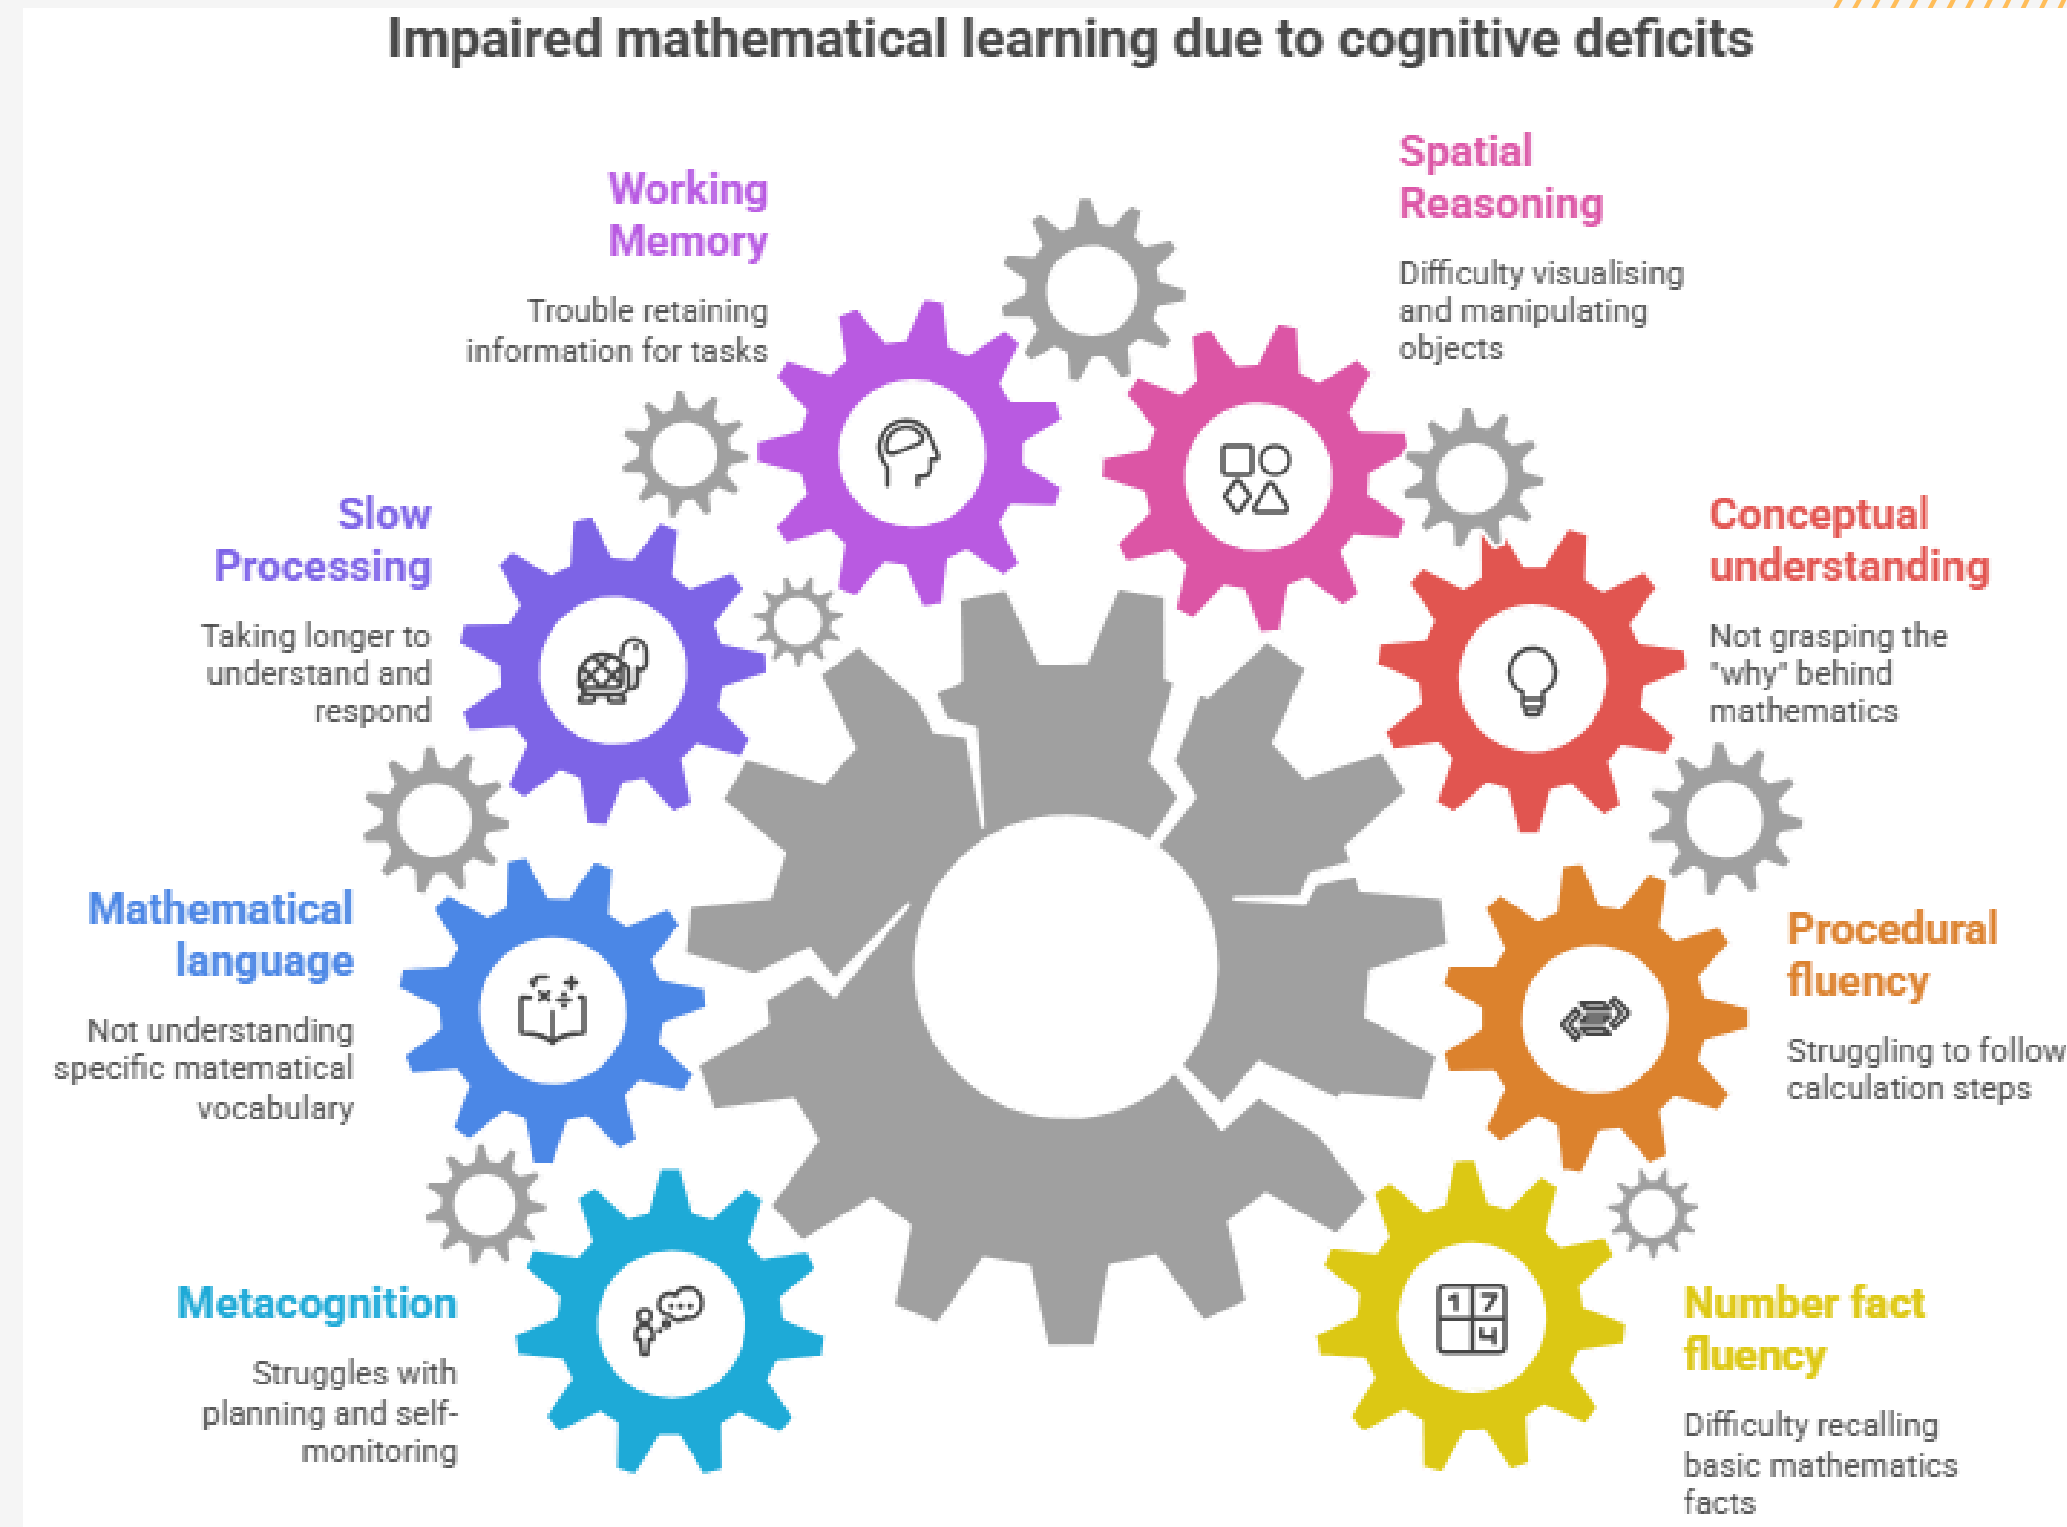 Impaired mathematical learning due to cognitive deficits
Working
Memory
Trouble retaining
information for tasks
Spatial
Reasoning
Difficulty visualising
and manipulating
objects
Slow
Processing
Taking longer to
understand and
respond
Conceptual
understanding
Not grasping the
"why" behind
mathematics
Mathematical
language
Not understanding
specific matematical
vocabulary
Procedural
fluency
Struggling to follow
calculation steps
Metacognition
Struggles with
planning and self-
monitoring
1 7
4
Number fact
fluency
Difficulty recalling
basic mathematics
facts